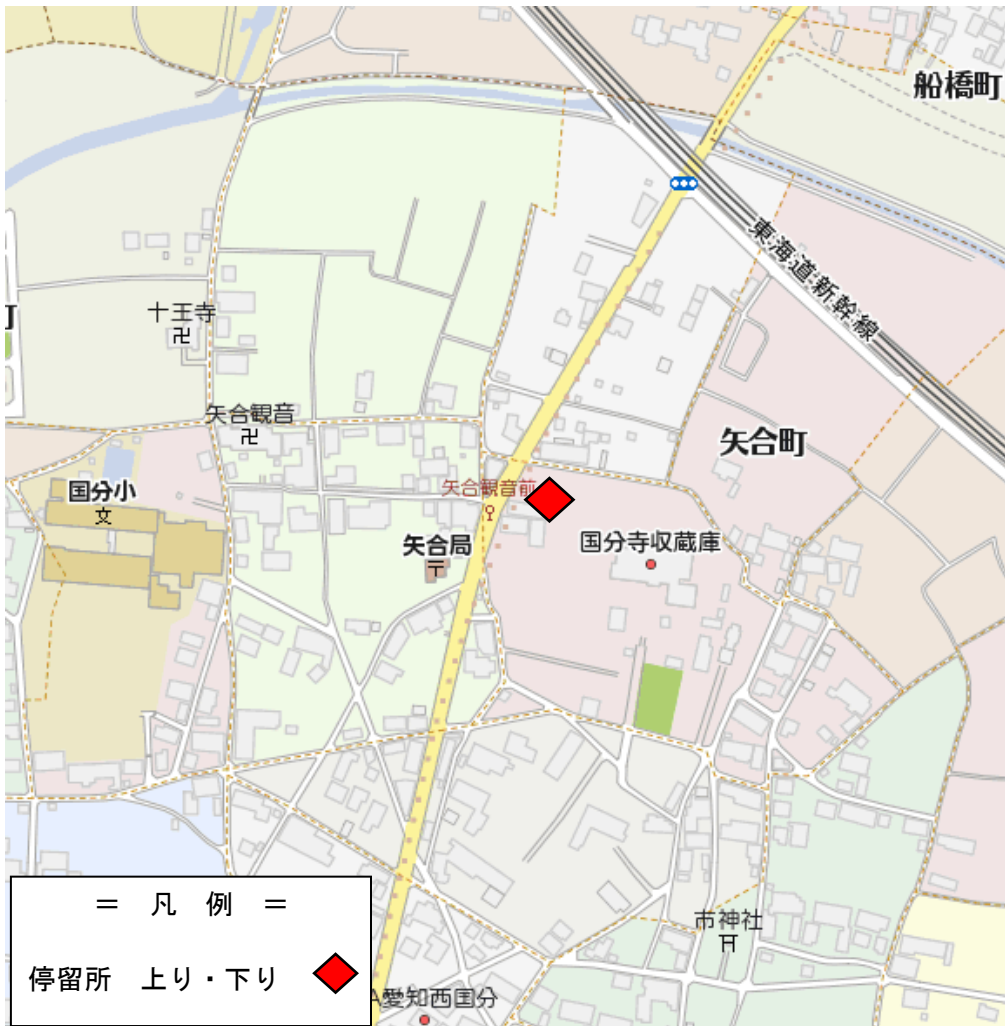 船橋町
東海道新幹線
十王寺
矢合観音
矢合町
国分小
文
矢合観音前
矢合局
国分寺収蔵庫
市神社
愛知西国分
= 凡 例 =
停留所 上り・下り